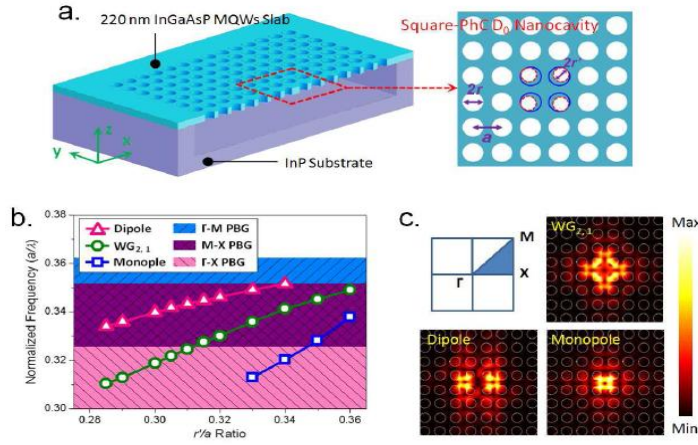 a.
220 nm InGaAsP MQWs Slab
Square-PhC D₀ Nanocavity
2r'
2r
a
z
y
x
InP Substrate
b.
0.38
0.36
0.34
0.32
0.30
Normalized Frequency (a/λ)
Dipole
WG₂,₁
Monople
Γ-M PBG
M-X PBG
Γ-X PBG
0.28
0.30
0.32
0.34
0.36
r'/a Ratio
c.
M
Γ
X
WG₂,₁
Dipole
Monopole
Max
Min